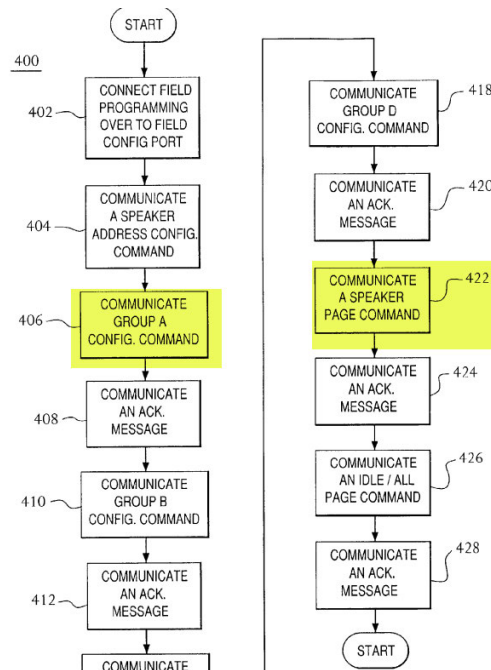 START
400
CONNECT FIELD
PROGRAMMING
OVER TO FIELD
CONFIG PORT
402
COMMUNICATE
A SPEAKER
ADDRESS CONFIG.
COMMAND
404
COMMUNICATE
GROUP A
CONFIG. COMMAND
406
COMMUNICATE
AN ACK.
MESSAGE
408
COMMUNICATE
GROUP B
CONFIG. COMMAND
410
COMMUNICATE
AN ACK.
MESSAGE
412
COMMUNICATE
COMMUNICATE
GROUP D
CONFIG. COMMAND
418
COMMUNICATE
AN ACK.
MESSAGE
420
COMMUNICATE
A SPEAKER
PAGE COMMAND
422
COMMUNICATE
AN ACK.
MESSAGE
424
COMMUNICATE
AN IDLE / ALL
PAGE COMMAND
426
COMMUNICATE
AN ACK.
MESSAGE
428
START